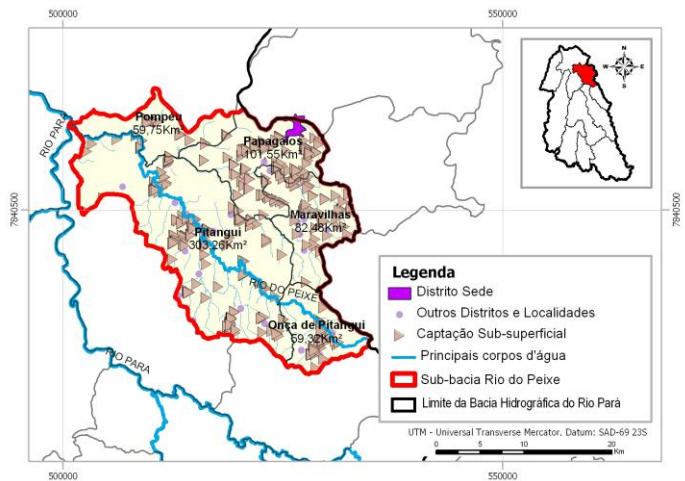 500000
550000
N
W
E
S
RIO PARÁ
Pompeu
59.75Km²
Papagaios
101.55Km²
7840500
7840500
Maravilhas
82.48Km²
Pitangui
303.26Km²
RIO DO PEIXE
Onça de Pitangui
59.32Km²
RIO PARÁ
Legenda
Distrito Sede
Outros Distritos e Localidades
Captação Sub-superficial
Principais corpos d'água
Sub-bacia Rio do Peixe
Limite da Bacia Hidrográfica do Rio Pará
UTM - Universal Transverse Mercator. Datum: SAD-69 23S
0 5 10 20
Km
500000
550000